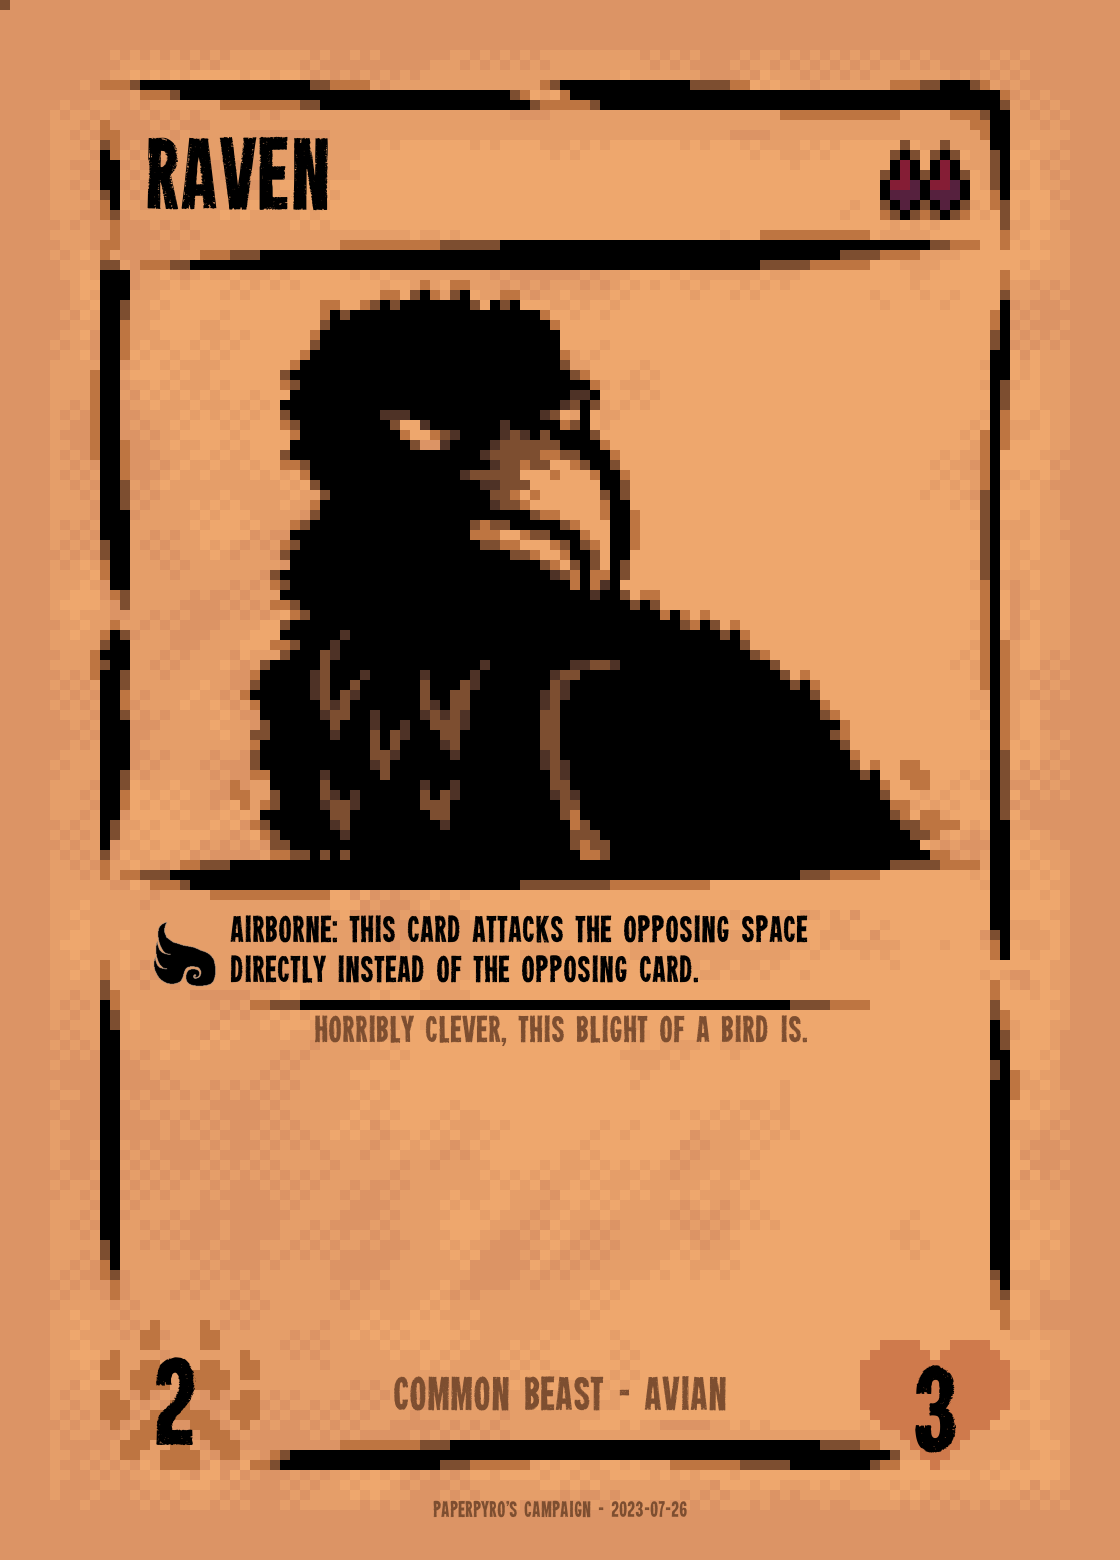 RAVEN
AIRBORNE: THIS CARD ATTACKS THE OPPOSING SPACE
DIRECTLY INSTEAD OF THE OPPOSING CARD.
HORRIBLY CLEVER, THIS BLIGHT OF A BIRD IS.
2
COMMON BEAST - AVIAN
3
PAPERPYRO'S CAMPAIGN - 2023-07-26